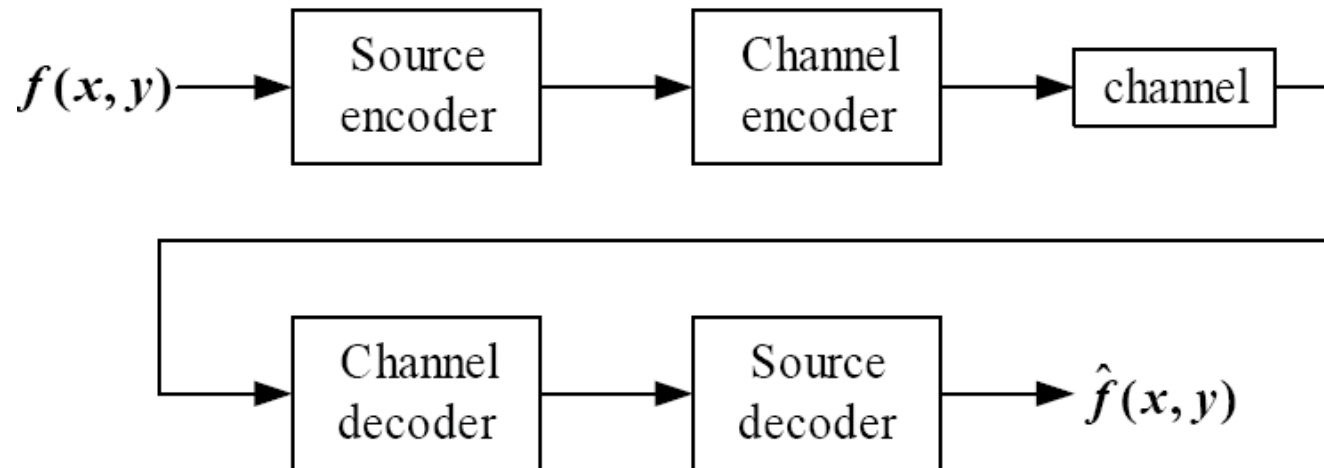 f(x, y)
Source
encoder
Channel
encoder
channel
Channel
decoder
Source
decoder
f̂(x, y)